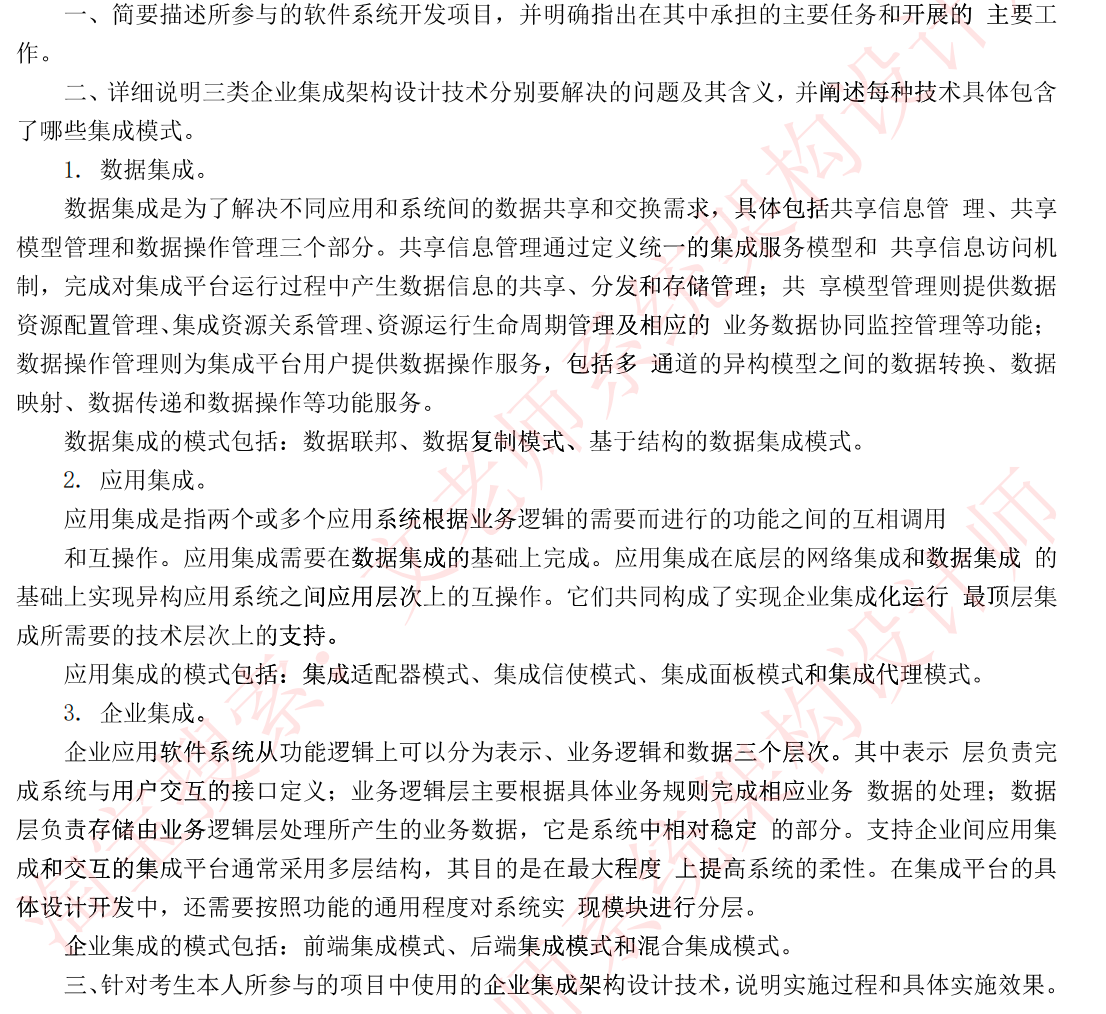 一、简要描述所参与的软件系统开发项目，并明确指出在其中承担的主要任务和开展的 主要工
作。
二、详细说明三类企业集成架构设计技术分别要解决的问题及其含义，并阐述每种技术具体包含
了哪些集成模式。
1. 数据集成。
数据集成是为了解决不同应用和系统间的数据共享和交换需求，具体包括共享信息管 理、共享
模型管理和数据操作管理三个部分。共享信息管理通过定义统一的集成服务模型和 共享信息访问机
制，完成对集成平台运行过程中产生数据信息的共享、分发和存储管理；共 享模型管理则提供数据
资源配置管理、集成资源关系管理、资源运行生命周期管理及相应的 业务数据协同监控管理等功能；
数据操作管理则为集成平台用户提供数据操作服务，包括多 通道的异构模型之间的数据转换、数据
映射、数据传递和数据操作等功能服务。
数据集成的模式包括：数据联邦、数据复制模式、基于结构的数据集成模式。
2. 应用集成。
应用集成是指两个或多个应用系统根据业务逻辑的需要而进行的功能之间的互相调用
和互操作。应用集成需要在数据集成的基础上完成。应用集成在底层的网络集成和数据集成 的
基础上实现异构应用系统之间应用层次上的互操作。它们共同构成了实现企业集成化运行 最顶层集
成所需要的技术层次上的支持。
应用集成的模式包括：集成适配器模式、集成信使模式、集成面板模式和集成代理模式。
3. 企业集成。
企业应用软件系统从功能逻辑上可以分为表示、业务逻辑和数据三个层次。其中表示 层负责完
成系统与用户交互的接口定义；业务逻辑层主要根据具体业务规则完成相应业务 数据的处理；数据
层负责存储由业务逻辑层处理所产生的业务数据，它是系统中相对稳定 的部分。支持企业间应用集
成和交互的集成平台通常采用多层结构，其目的是在最大程度 上提高系统的柔性。在集成平台的具
体设计开发中，还需要按照功能的通用程度对系统实 现模块进行分层。
企业集成的模式包括：前端集成模式、后端集成模式和混合集成模式。
三、针对考生本人所参与的项目中使用的企业集成架构设计技术，说明实施过程和具体实施效果。
淘宝搜索：文老师系统架构设计师
师系统架构设计师